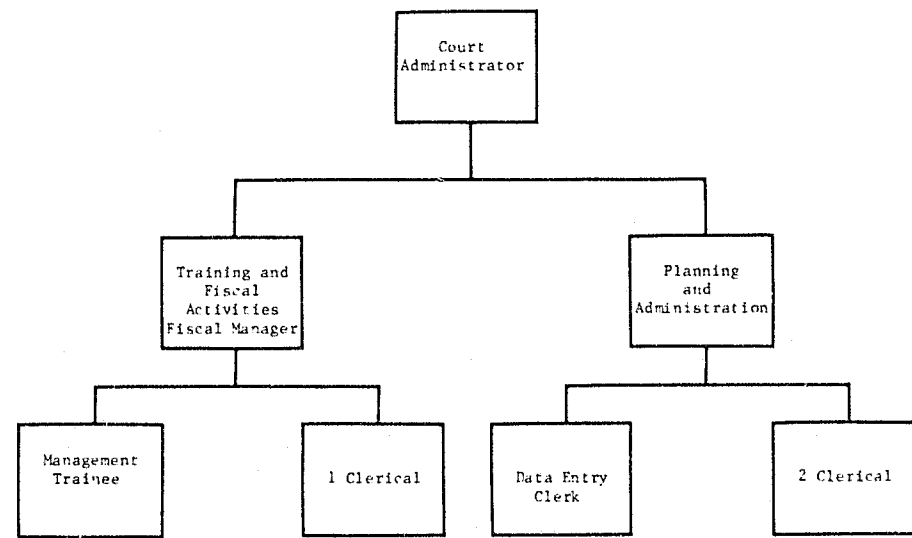 Court
Administrator
Training and
Fiscal
Activities
Fiscal Manager
Planning
and
Administration
Management
Trainee
1 Clerical
Data Entry
Clerk
2 Clerical